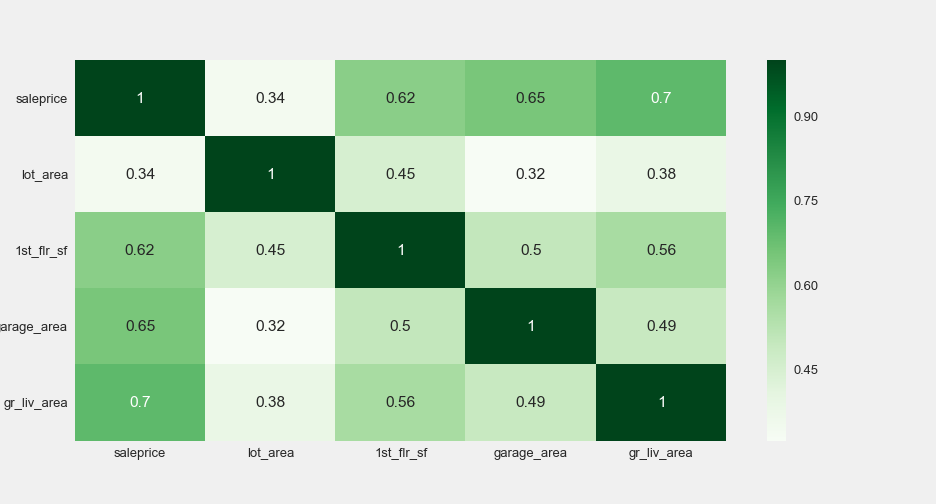 saleprice 1 0.34 0.62 0.65 0.7
lot_area 0.34 1 0.45 0.32 0.38
1st_flr_sf 0.62 0.45 1 0.5 0.56
arage_area 0.65 0.32 0.5 1 0.49
gr_liv_area 0.7 0.38 0.56 0.49 1
saleprice lot_area 1st_flr_sf garage_area gr_liv_area
0.90
0.75
0.60
0.45